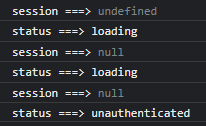 session ===> undefined
status ===> loading
session ===> null
status ===> loading
session ===> null
status ===> unauthenticated